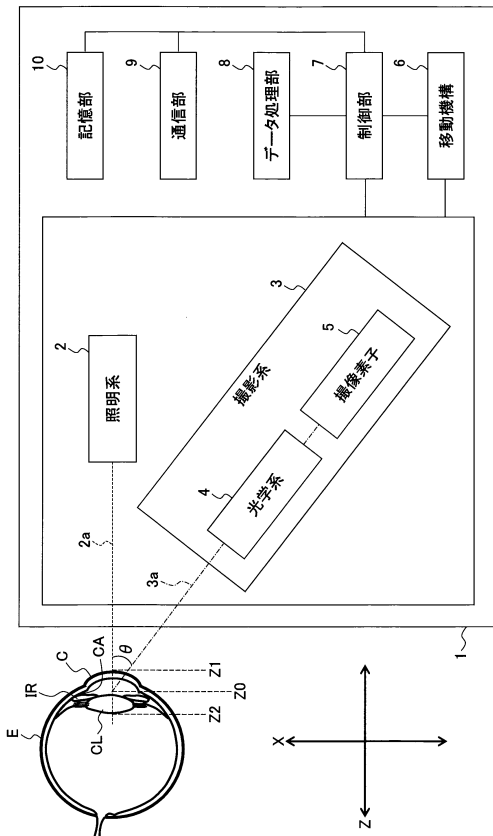 10
記憶部
9
通信部
8
データ処理部
7
制御部
6
移動機構
2
照明系
3
撮影系
5
撮像素子
4
光学系
2a
3a
1
E
IR
CA
C
CL
θ
Z1
Z0
Z2
X
Z